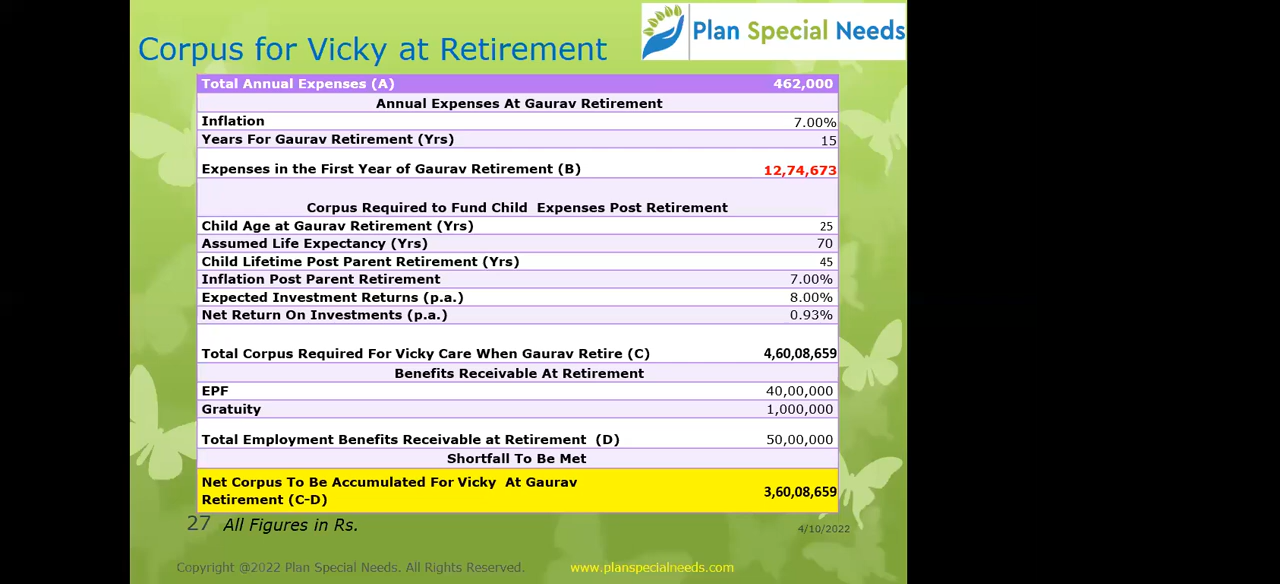 Plan Special Needs
Corpus for Vicky at Retirement
Total Annual Expenses (A) 462,000
Annual Expenses At Gaurav Retirement
Inflation 7.00%
Years For Gaurav Retirement (Yrs) 15
Expenses in the First Year of Gaurav Retirement (B) 12,74,673
Corpus Required to Fund Child Expenses Post Retirement
Child Age at Gaurav Retirement (Yrs) 25
Assumed Life Expectancy (Yrs) 70
Child Lifetime Post Parent Retirement (Yrs) 45
Inflation Post Parent Retirement 7.00%
Expected Investment Returns (p.a.) 8.00%
Net Return On Investments (p.a.) 0.93%
Total Corpus Required For Vicky Care When Gaurav Retire (C) 4,60,08,659
Benefits Receivable At Retirement
EPF 40,00,000
Gratuity 1,000,000
Total Employment Benefits Receivable at Retirement (D) 50,00,000
Shortfall To Be Met
Net Corpus To Be Accumulated For Vicky At Gaurav
Retirement (C-D) 3,60,08,659
27 All Figures in Rs. 4/10/2022
Copyright @2022 Plan Special Needs. All Rights Reserved. www.planspecialneeds.com